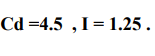 Cd =4.5 , I = 1.25 .